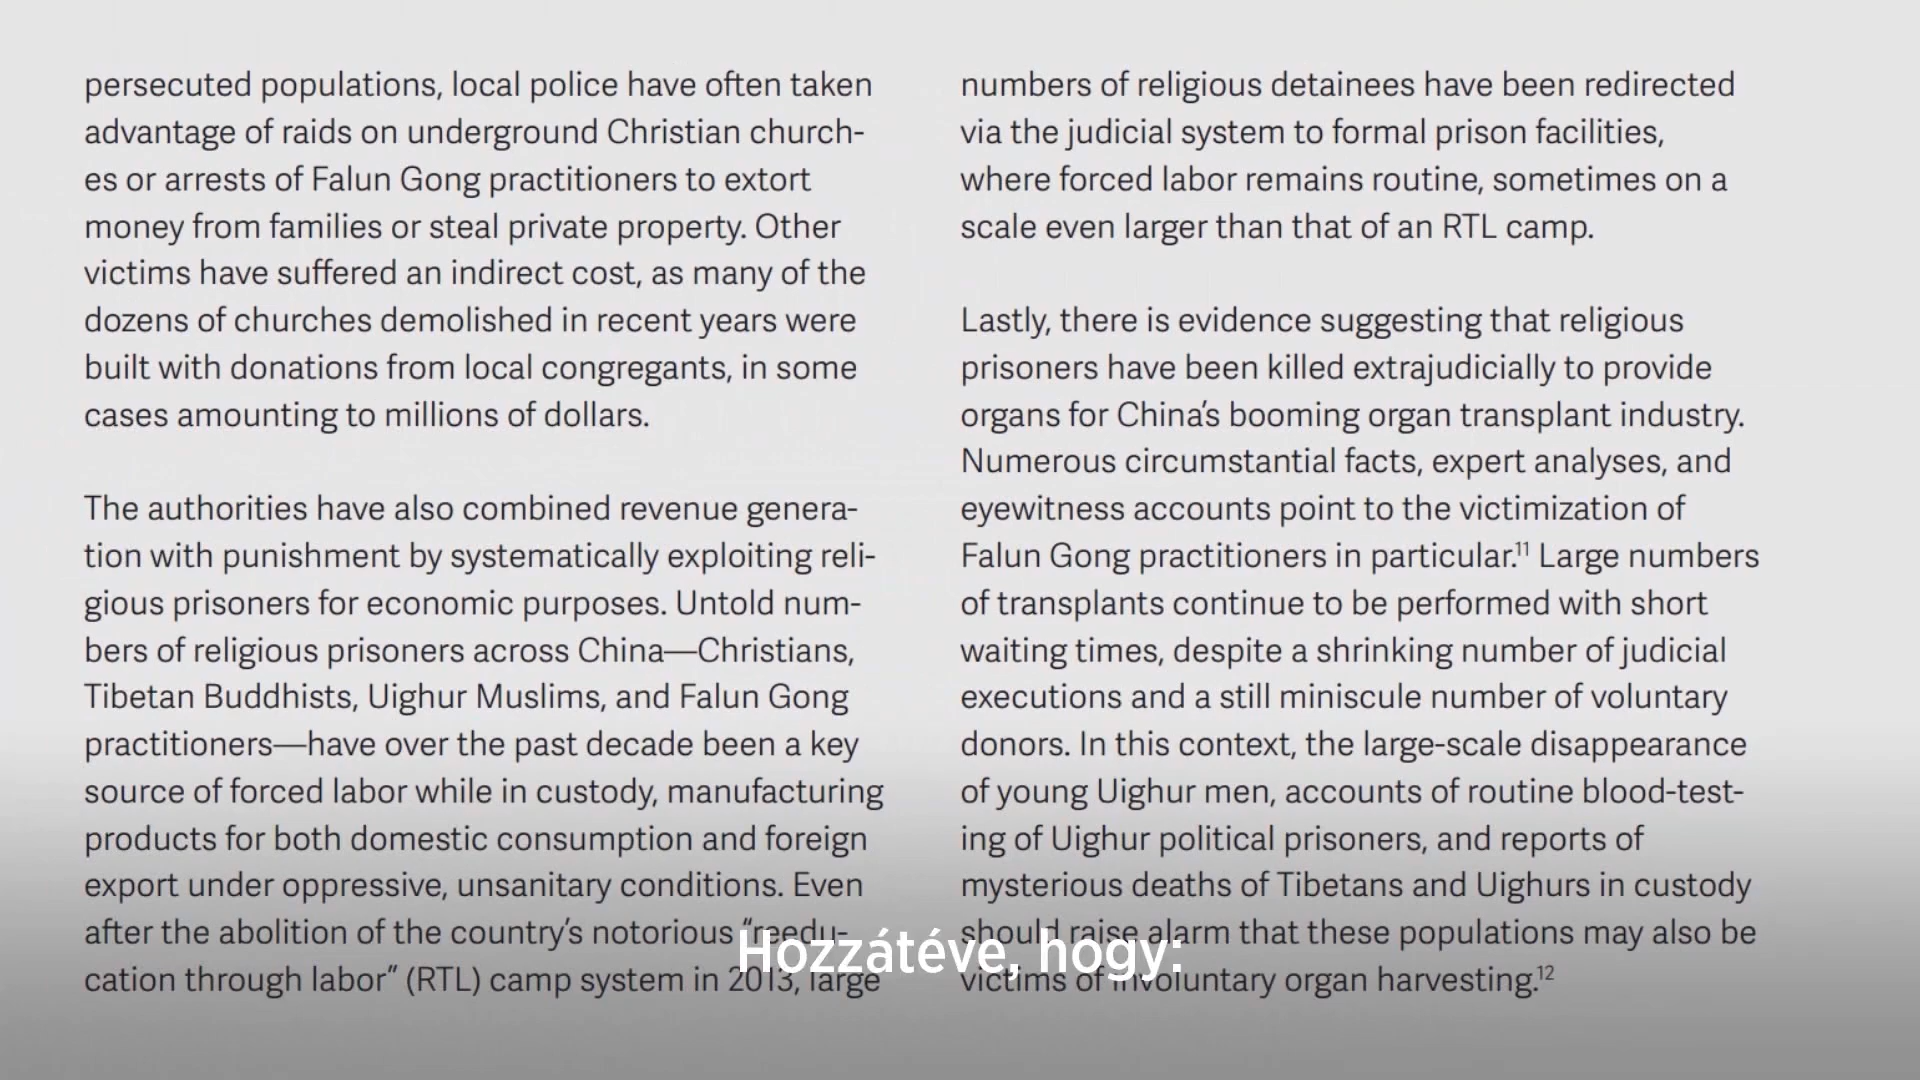 persecuted populations, local police have often taken
advantage of raids on underground Christian church-
es or arrests of Falun Gong practitioners to extort
money from families or steal private property. Other
victims have suffered an indirect cost, as many of the
dozens of churches demolished in recent years were
built with donations from local congregants, in some
cases amounting to millions of dollars.
The authorities have also combined revenue genera-
tion with punishment by systematically exploiting reli-
gious prisoners for economic purposes. Untold num-
bers of religious prisoners across China—Christians,
Tibetan Buddhists, Uighur Muslims, and Falun Gong
practitioners—have over the past decade been a key
source of forced labor while in custody, manufacturing
products for both domestic consumption and foreign
export under oppressive, unsanitary conditions. Even
after the abolition of the country’s notorious “reedu-
cation through labor” (RTL) camp system in 2013, large
numbers of religious detainees have been redirected
via the judicial system to formal prison facilities,
where forced labor remains routine, sometimes on a
scale even larger than that of an RTL camp.
Lastly, there is evidence suggesting that religious
prisoners have been killed extrajudicially to provide
organs for China’s booming organ transplant industry.
Numerous circumstantial facts, expert analyses, and
eyewitness accounts point to the victimization of
Falun Gong practitioners in particular.¹¹ Large numbers
of transplants continue to be performed with short
waiting times, despite a shrinking number of judicial
executions and a still miniscule number of voluntary
donors. In this context, the large-scale disappearance
of young Uighur men, accounts of routine blood-test-
ing of Uighur political prisoners, and reports of
mysterious deaths of Tibetans and Uighurs in custody
should raise alarm that these populations may also be
victims of involuntary organ harvesting.¹²
Hozzátéve, hogy: